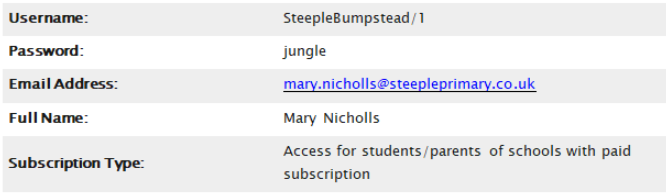 Username: SteepleBumpstead/1
Password: jungle
Email Address: mary.nicholls@steepleprimary.co.uk
Full Name: Mary Nicholls
Subscription Type: Access for students/parents of schools with paid
subscription